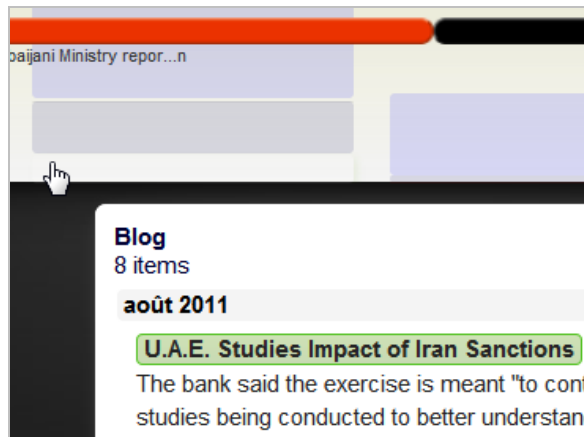 baijani Ministry repor...n
Blog
8 items
août 2011
U.A.E. Studies Impact of Iran Sanctions
The bank said the exercise is meant "to cont
studies being conducted to better understan